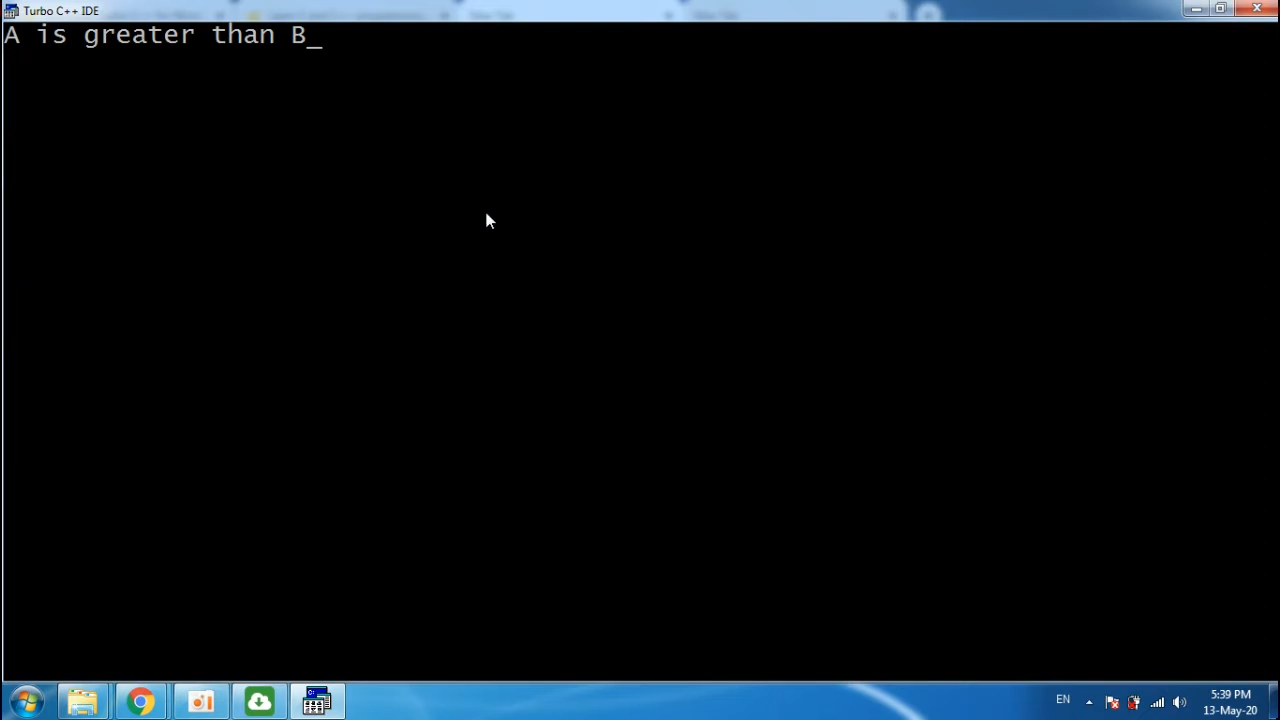 Turbo C++ IDE
A is greater than B_
EN
5:39 PM
13-May-20